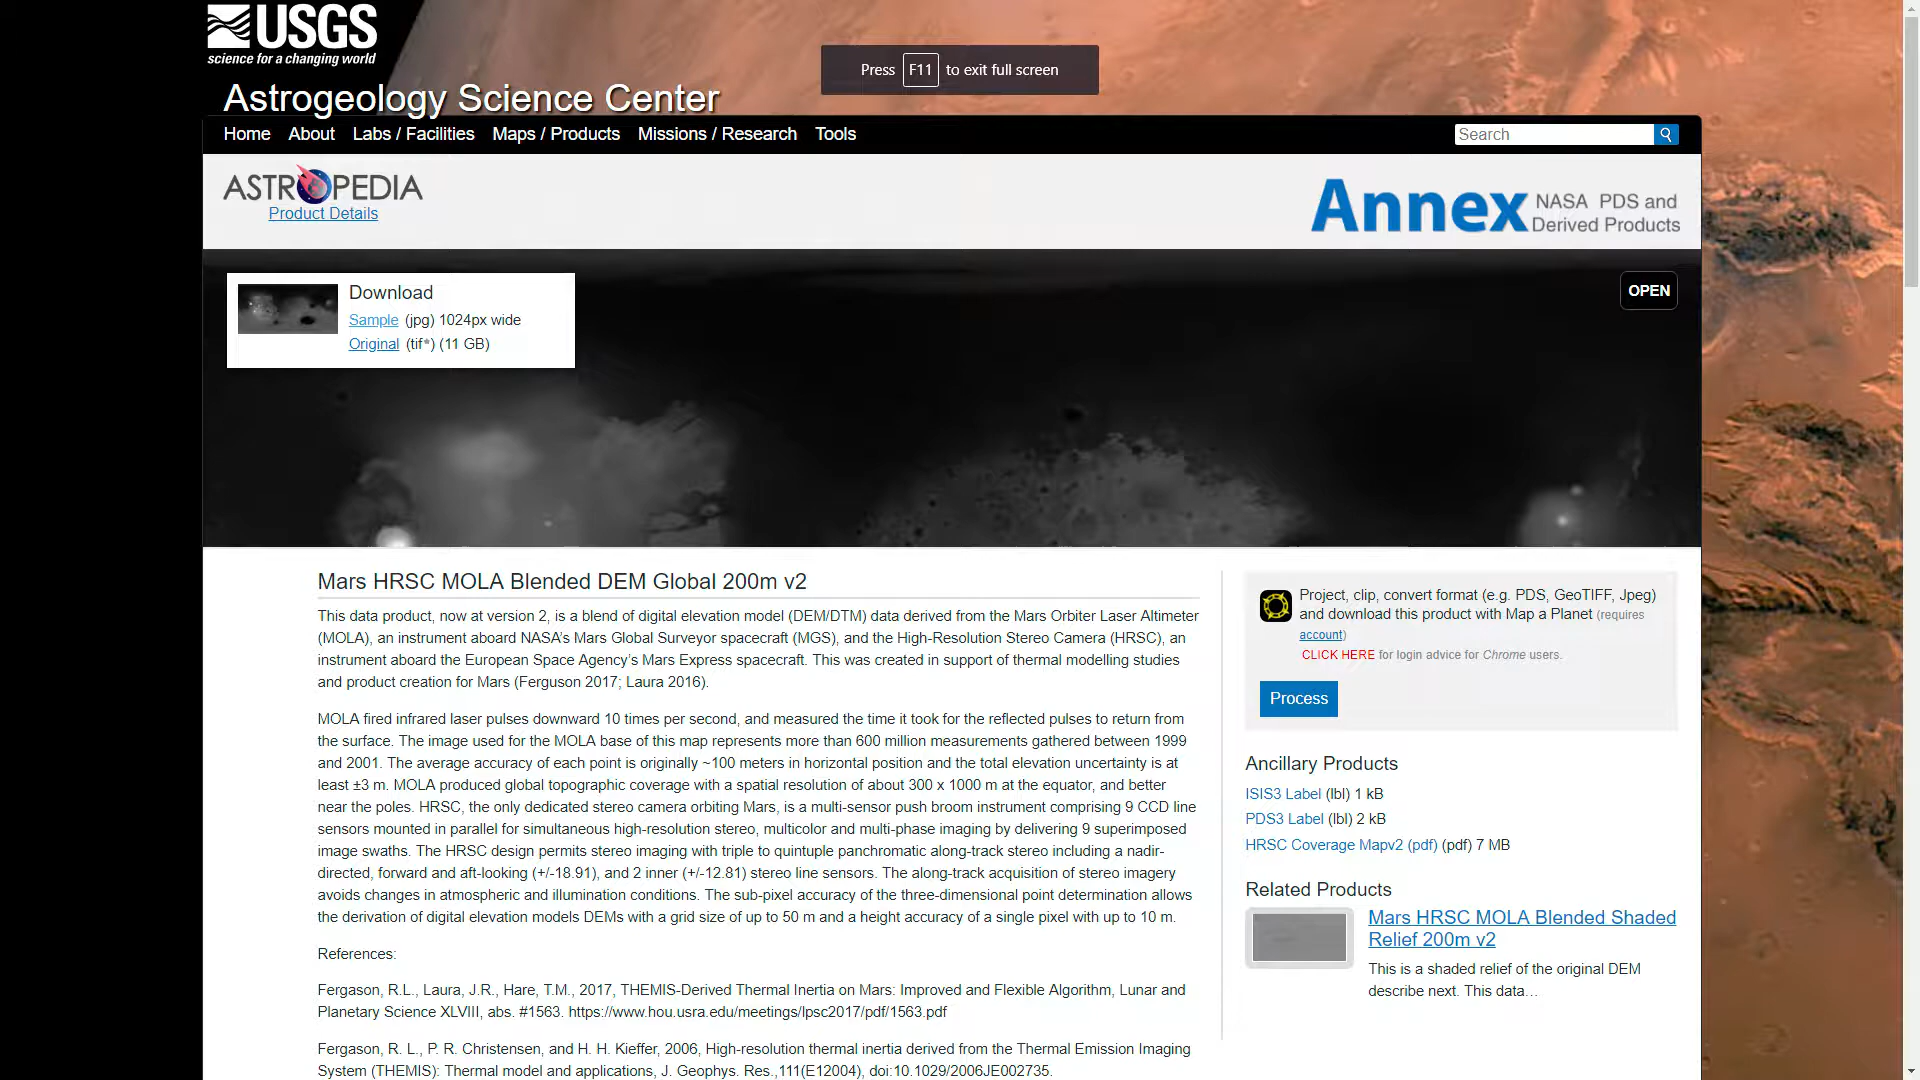 USGS
science for a changing world
Press F11 to exit full screen
Astrogeology Science Center
Home About Labs / Facilities Maps / Products Missions / Research Tools
Search
ASTROPEDIA
Product Details
Annex NASA PDS and
Derived Products
Download
Sample (jpg) 1024px wide
Original (tif*) (11 GB)
OPEN
Mars HRSC MOLA Blended DEM Global 200m v2
This data product, now at version 2, is a blend of digital elevation model (DEM/DTM) data derived from the Mars Orbiter Laser Altimeter
(MOLA), an instrument aboard NASA's Mars Global Surveyor spacecraft (MGS), and the High-Resolution Stereo Camera (HRSC), an
instrument aboard the European Space Agency's Mars Express spacecraft. This was created in support of thermal modelling studies
and product creation for Mars (Ferguson 2017; Laura 2016).
MOLA fired infrared laser pulses downward 10 times per second, and measured the time it took for the reflected pulses to return from
the surface. The image used for the MOLA base of this map represents more than 600 million measurements gathered between 1999
and 2001. The average accuracy of each point is originally ~100 meters in horizontal position and the total elevation uncertainty is at
least ±3 m. MOLA produced global topographic coverage with a spatial resolution of about 300 x 1000 m at the equator, and better
near the poles. HRSC, the only dedicated stereo camera orbiting Mars, is a multi-sensor push broom instrument comprising 9 CCD line
sensors mounted in parallel for simultaneous high-resolution stereo, multicolor and multi-phase imaging by delivering 9 superimposed
image swaths. The HRSC design permits stereo imaging with triple to quintuple panchromatic along-track stereo including a nadir-
directed, forward and aft-looking (+/-18.91), and 2 inner (+/-12.81) stereo line sensors. The along-track acquisition of stereo imagery
avoids changes in atmospheric and illumination conditions. The sub-pixel accuracy of the three-dimensional point determination allows
the derivation of digital elevation models DEMs with a grid size of up to 50 m and a height accuracy of a single pixel with up to 10 m.
References:
Fergason, R.L., Laura, J.R., Hare, T.M., 2017, THEMIS-Derived Thermal Inertia on Mars: Improved and Flexible Algorithm, Lunar and
Planetary Science XLVIII, abs. #1563. https://www.hou.usra.edu/meetings/lpsc2017/pdf/1563.pdf
Fergason, R. L., P. R. Christensen, and H. H. Kieffer, 2006, High-resolution thermal inertia derived from the Thermal Emission Imaging
System (THEMIS): Thermal model and applications, J. Geophys. Res.,111(E12004), doi:10.1029/2006JE002735.
Project, clip, convert format (e.g. PDS, GeoTIFF, Jpeg)
and download this product with Map a Planet (requires
account)
CLICK HERE for login advice for Chrome users.
Process
Ancillary Products
ISIS3 Label (lbl) 1 kB
PDS3 Label (lbl) 2 kB
HRSC Coverage Mapv2 (pdf) (pdf) 7 MB
Related Products
Mars HRSC MOLA Blended Shaded
Relief 200m v2
This is a shaded relief of the original DEM
describe next. This data…